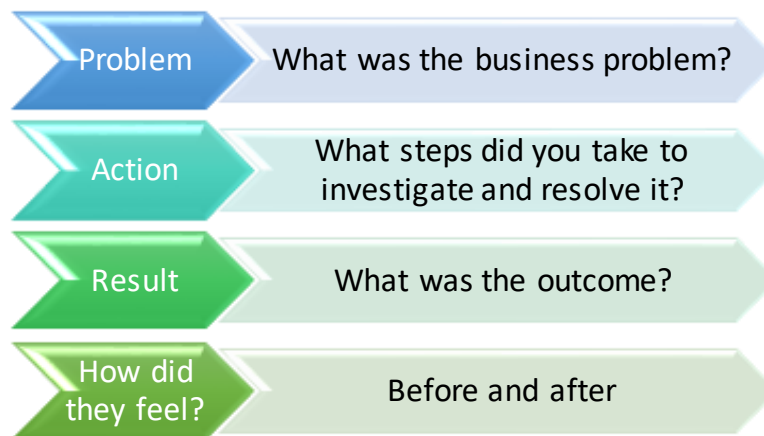 Problem
What was the business problem?
Action
What steps did you take to
investigate and resolve it?
Result
What was the outcome?
How did
they feel?
Before and after